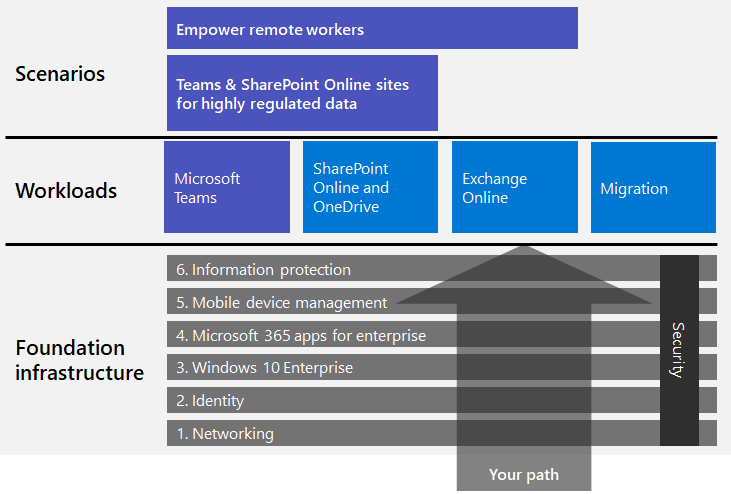 Scenarios
Empower remote workers
Teams & SharePoint Online sites
for highly regulated data
Workloads
Microsoft
Teams
SharePoint
Online and
OneDrive
Exchange
Online
Migration
Foundation
infrastructure
6. Information protection
5. Mobile device management
4. Microsoft 365 apps for enterprise
3. Windows 10 Enterprise
2. Identity
1. Networking
Security
Your path